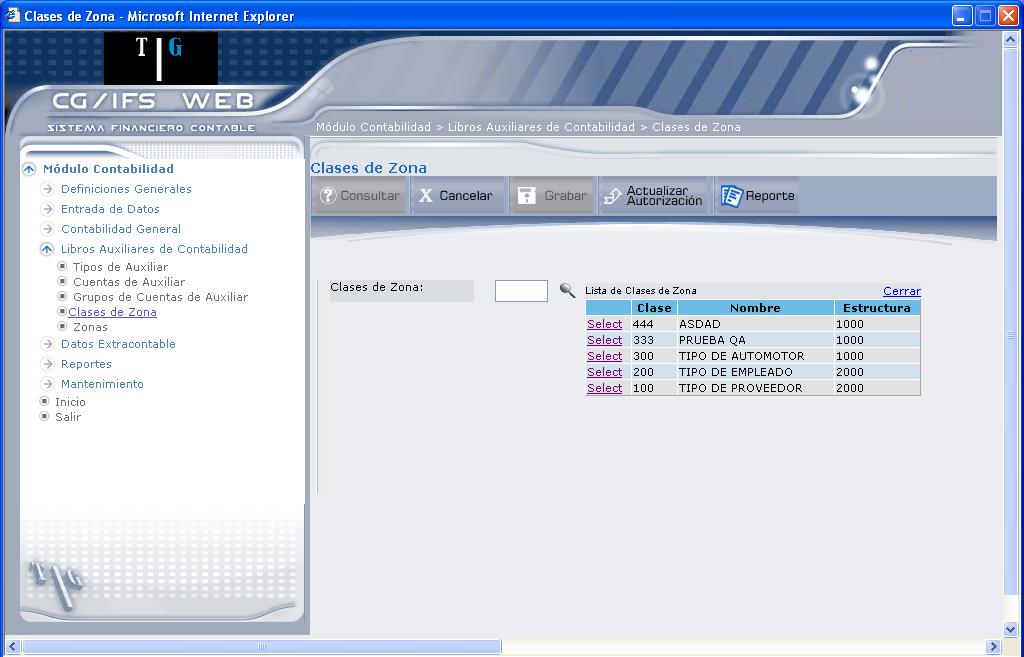 Clases de Zona - Microsoft Internet Explorer
T G
CG/IFS WEB
SISTEMA FINANCIERO CONTABLE
Módulo Contabilidad > Libros Auxiliares de Contabilidad > Clases de Zona
Módulo Contabilidad
Definiciones Generales
Entrada de Datos
Contabilidad General
Libros Auxiliares de Contabilidad
Tipos de Auxiliar
Cuentas de Auxiliar
Grupos de Cuentas de Auxiliar
Clases de Zona
Zonas
Datos Extracontable
Reportes
Mantenimiento
Inicio
Salir
T G
Clases de Zona
Consultar X Cancelar Grabar Actualizar Autorización Reporte
Clases de Zona:
Lista de Clases de Zona Cerrar
Clase Nombre Estructura
Select 444 ASDAD 1000
Select 333 PRUEBA QA 1000
Select 300 TIPO DE AUTOMOTOR 1000
Select 200 TIPO DE EMPLEADO 2000
Select 100 TIPO DE PROVEEDOR 2000